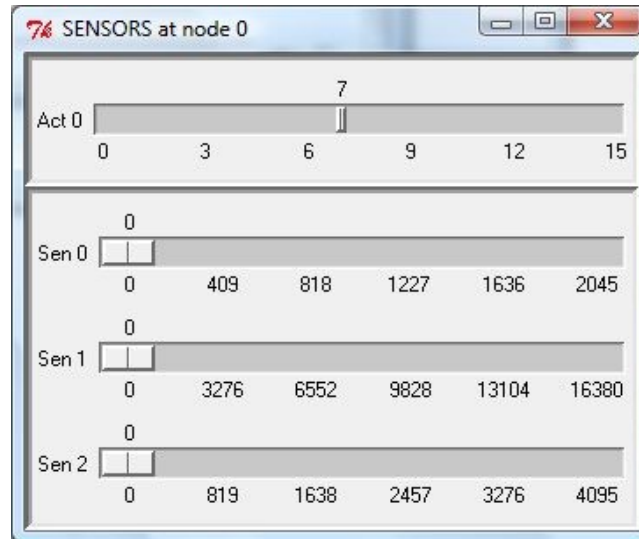 SENSORS at node 0
7
Act 0
0 3 6 9 12 15
0
Sen 0
0 409 818 1227 1636 2045
0
Sen 1
0 3276 6552 9828 13104 16380
0
Sen 2
0 819 1638 2457 3276 4095